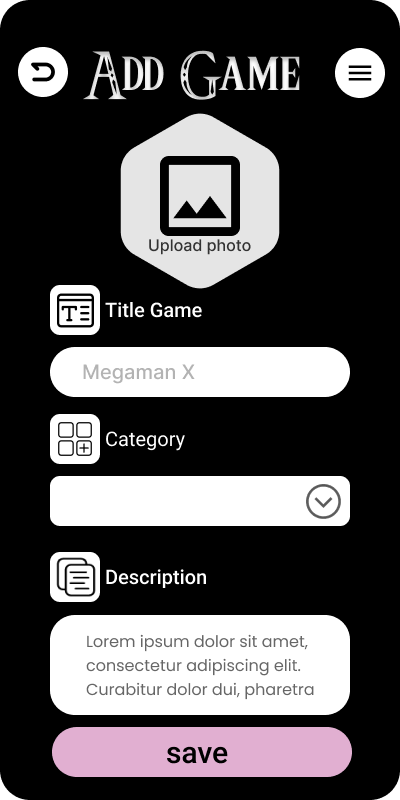 ADD GAME
Upload photo
Title Game
Megaman X
Category
Description
Lorem ipsum dolor sit amet,
consectetur adipiscing elit.
Curabitur dolor dui, pharetra
save